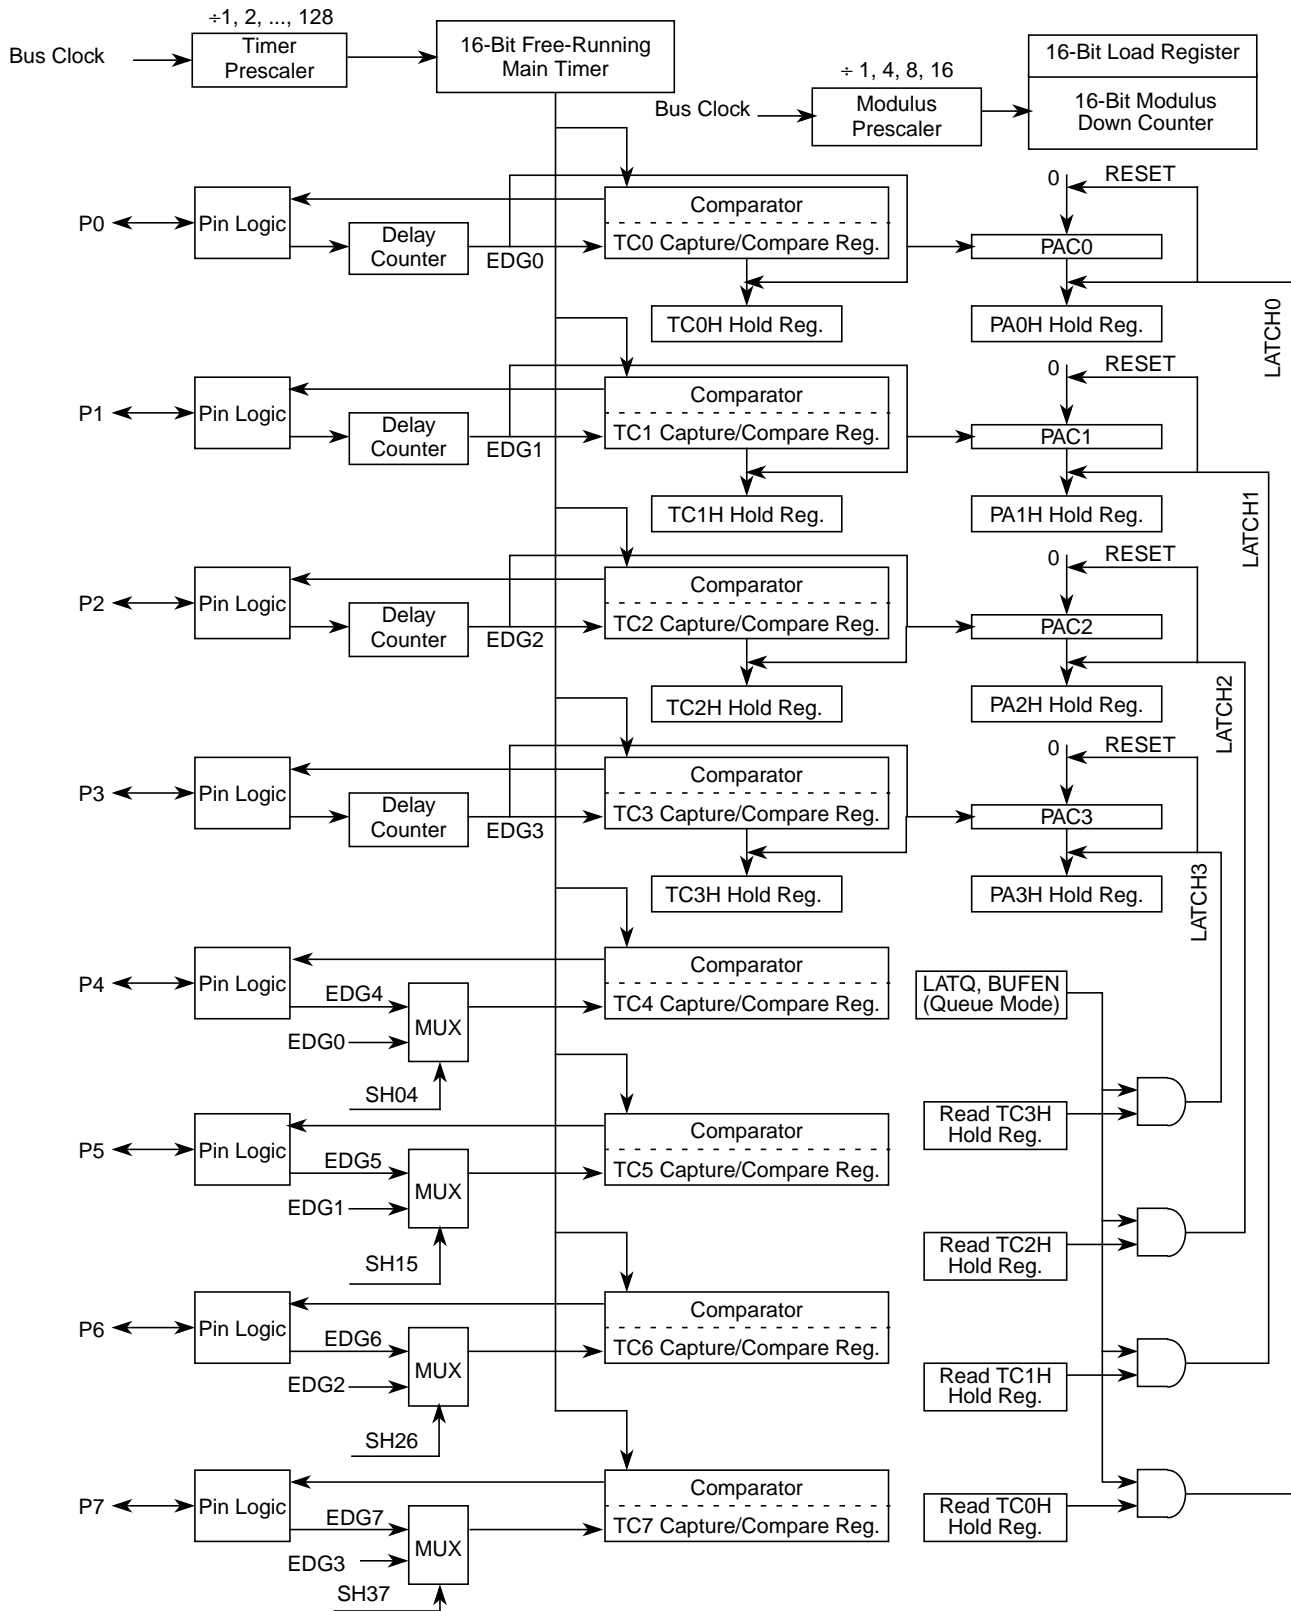 ÷1, 2, ..., 128
Bus Clock
Timer
Prescaler
16-Bit Free-Running
Main Timer
÷ 1, 4, 8, 16
Bus Clock
Modulus
Prescaler
16-Bit Load Register
16-Bit Modulus
Down Counter
P0
Pin Logic
Delay
Counter
EDG0
Comparator
TC0 Capture/Compare Reg.
TC0H Hold Reg.
0
RESET
PAC0
PA0H Hold Reg.
LATCH0
P1
Pin Logic
Delay
Counter
EDG1
Comparator
TC1 Capture/Compare Reg.
TC1H Hold Reg.
0
RESET
PAC1
PA1H Hold Reg.
LATCH1
P2
Pin Logic
Delay
Counter
EDG2
Comparator
TC2 Capture/Compare Reg.
TC2H Hold Reg.
0
RESET
PAC2
PA2H Hold Reg.
LATCH2
P3
Pin Logic
Delay
Counter
EDG3
Comparator
TC3 Capture/Compare Reg.
TC3H Hold Reg.
0
RESET
PAC3
PA3H Hold Reg.
LATCH3
P4
Pin Logic
EDG4
EDG0
MUX
SH04
Comparator
TC4 Capture/Compare Reg.
LATQ, BUFEN
(Queue Mode)
P5
Pin Logic
EDG5
EDG1
MUX
SH15
Comparator
TC5 Capture/Compare Reg.
Read TC3H
Hold Reg.
Read TC2H
Hold Reg.
P6
Pin Logic
EDG6
EDG2
MUX
SH26
Comparator
TC6 Capture/Compare Reg.
Read TC1H
Hold Reg.
P7
Pin Logic
EDG7
EDG3
MUX
SH37
Comparator
TC7 Capture/Compare Reg.
Read TC0H
Hold Reg.